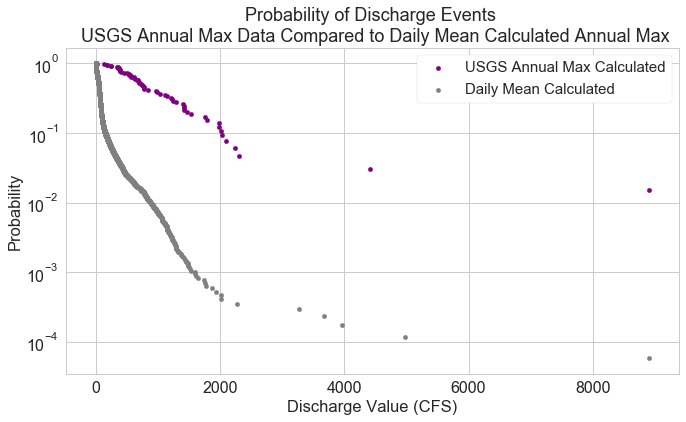 Probability of Discharge Events
USGS Annual Max Data Compared to Daily Mean Calculated Annual Max
USGS Annual Max Calculated
Daily Mean Calculated
Probability
10⁰
10⁻¹
10⁻²
10⁻³
10⁻⁴
0 2000 4000 6000 8000
Discharge Value (CFS)